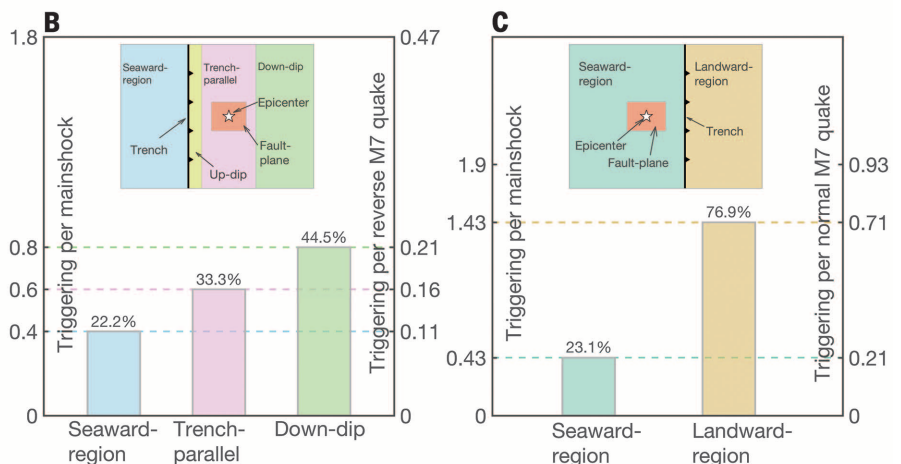 B
1.8
0.47
Seaward-
region
Trench-
parallel
Down-dip
Epicenter
Trench
Fault-
plane
Up-dip
Triggering per mainshock
Triggering per reverse M7 quake
44.5%
0.8
0.21
33.3%
0.6
0.16
22.2%
0.4
0.11
0
0
Seaward-
region
Trench-
parallel
Down-dip
C
Seaward-
region
Landward-
region
Epicenter
Trench
Fault-plane
Triggering per mainshock
Triggering per normal M7 quake
1.9
0.93
76.9%
1.43
0.71
23.1%
0.43
0.21
0
0
Seaward-
region
Landward-
region